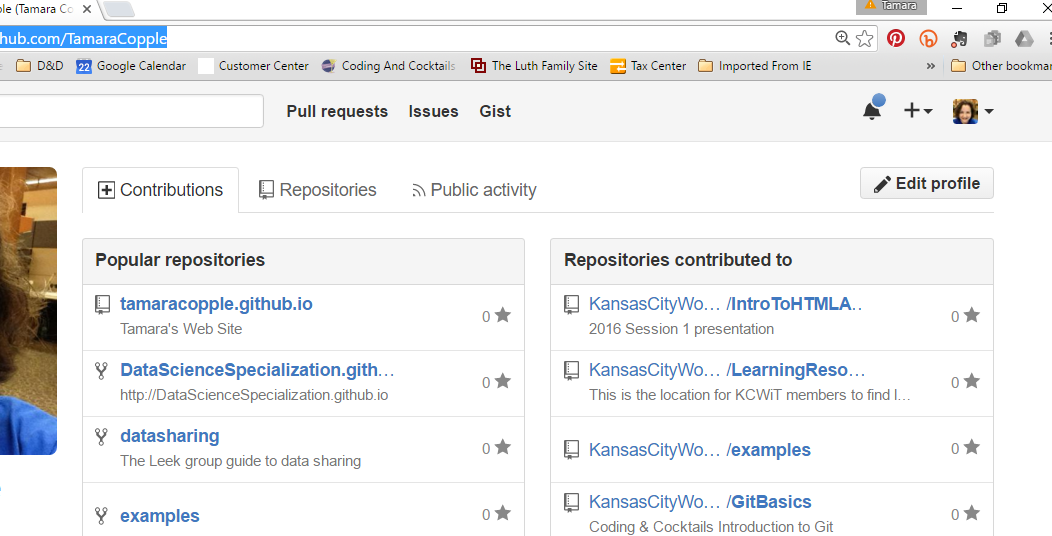 ple (Tamara Co
Tamara
hub.com/TamaraCopple
D&D
22
Google Calendar
Customer Center
Coding And Cocktails
The Luth Family Site
Tax Center
Imported From IE
»
Other bookmar
Pull requests
Issues
Gist
Contributions
Repositories
Public activity
Edit profile
Popular repositories
tamaracopple.github.io
0
Tamara's Web Site
DataScienceSpecialization.gith…
0
http://DataScienceSpecialization.github.io
datasharing
0
The Leek group guide to data sharing
examples
0
Repositories contributed to
KansasCityWo… /IntroToHTMLA…
0
2016 Session 1 presentation
KansasCityWo… /LearningReso…
0
This is the location for KCWiT members to find l…
KansasCityWo… /examples
0
KansasCityWo… /GitBasics
0
Coding & Cocktails Introduction to Git